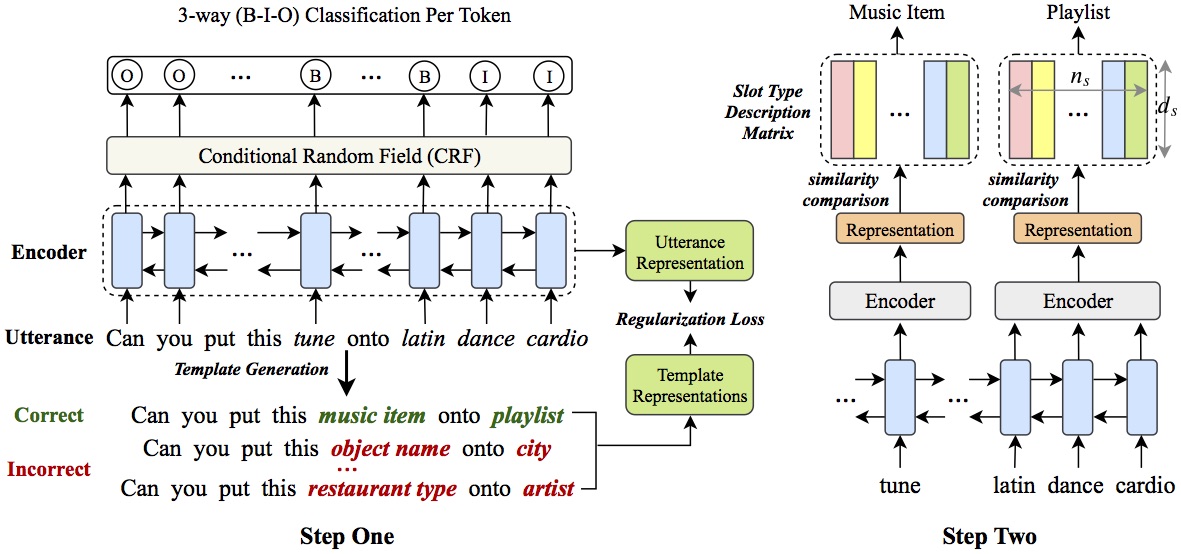 3-way (B-I-O) Classification Per Token
O O ... B ... B I I
Conditional Random Field (CRF)
Encoder
...
...
Utterance
Can you put this tune onto latin dance cardio
Template Generation
Correct
Can you put this music item onto playlist
Incorrect
Can you put this object name onto city
...
Can you put this restaurant type onto artist
Utterance
Representation
Regularization Loss
Template
Representations
Step One
Music Item
Playlist
Slot Type
Description
Matrix
...
...
n_s
d_s
similarity
comparison
similarity
comparison
Representation
Representation
Encoder
Encoder
...
...
tune
latin dance cardio
Step Two